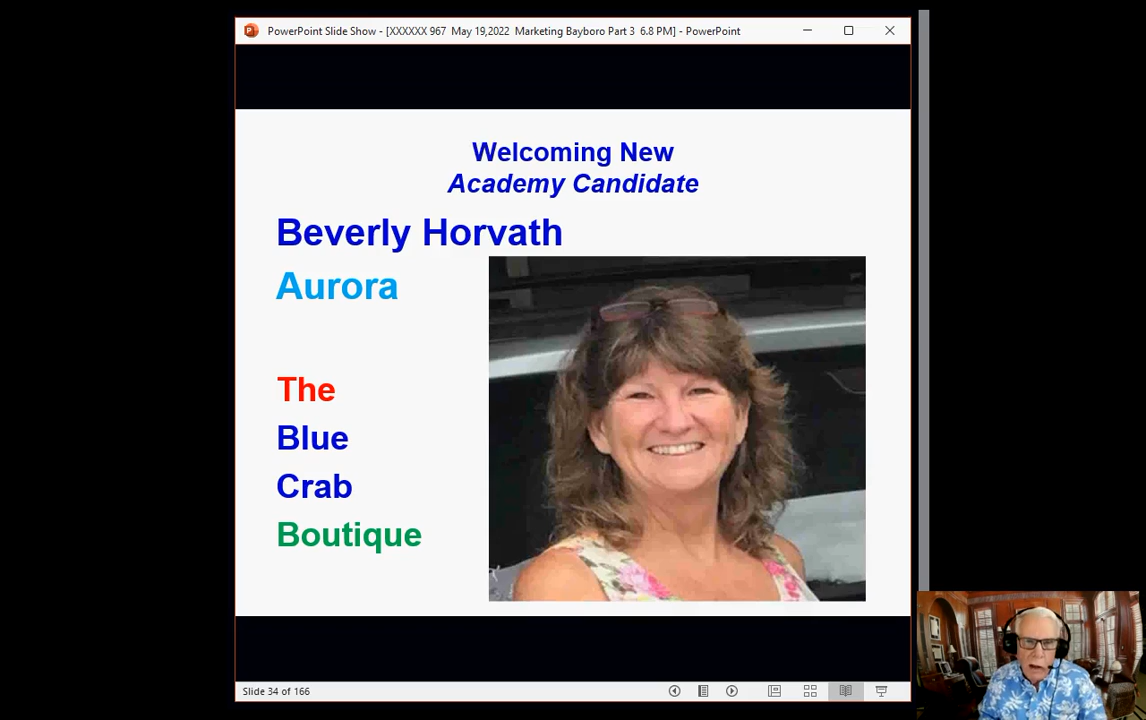 PowerPoint Slide Show - [XXXXXX 967 May 19,2022 Marketing Bayboro Part 3 6.8 PM] - PowerPoint
Welcoming New
Academy Candidate
Beverly Horvath
Aurora
The
Blue
Crab
Boutique
Slide 34 of 166